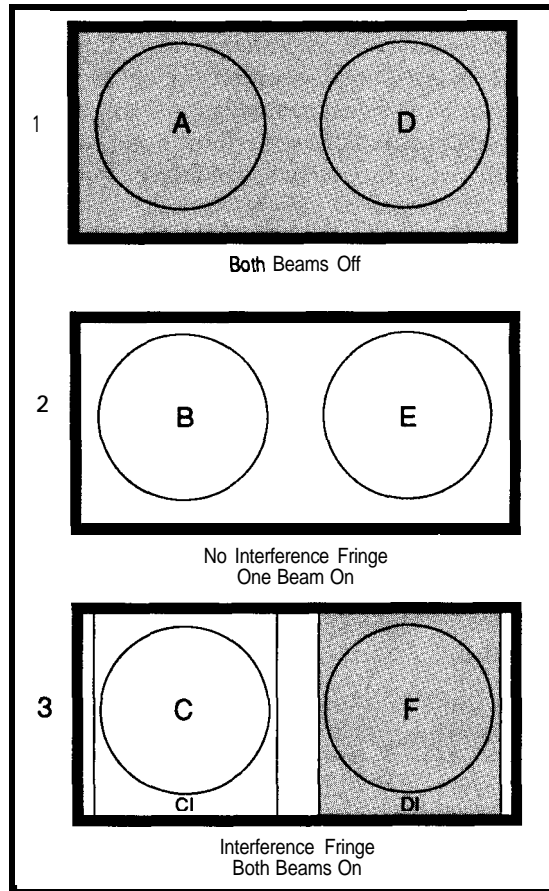 1
A D
Both Beams Off
2
B E
No Interference Fringe
One Beam On
3
C F
CI DI
Interference Fringe
Both Beams On